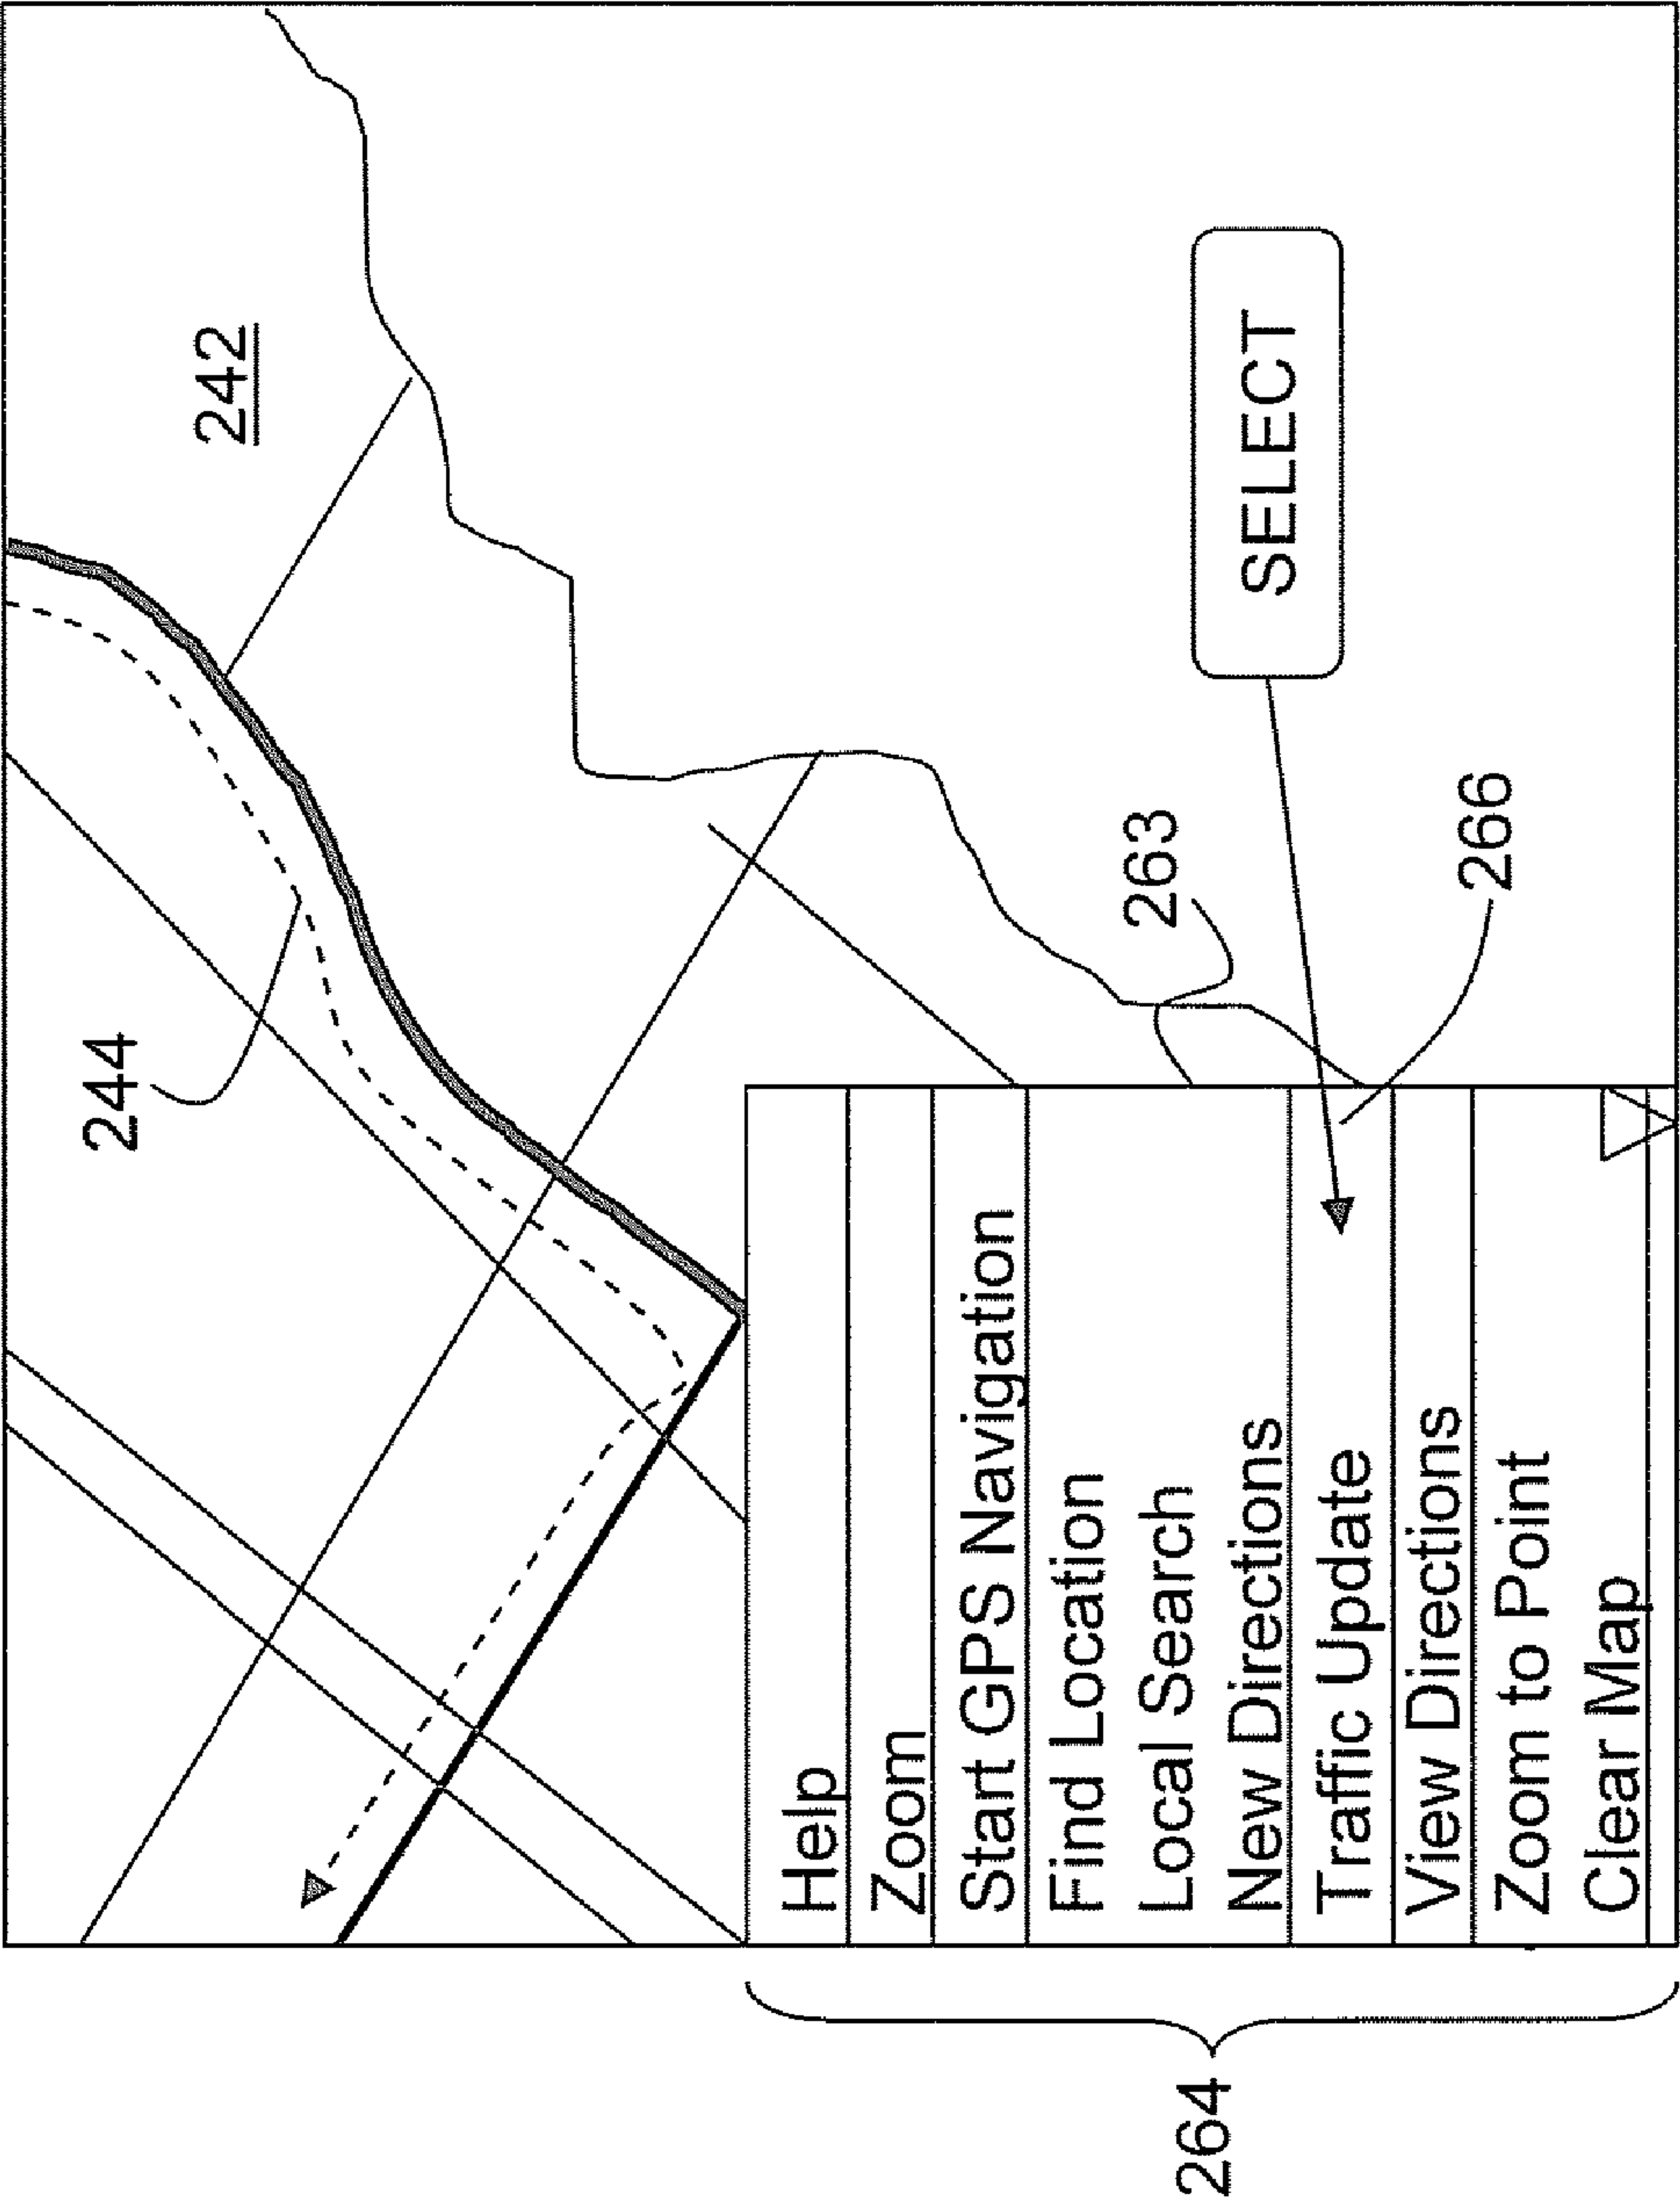 244
242
Help
Zoom
Start GPS Navigation
Find Location
Local Search
New Directions
Traffic Update
View Directions
Zoom to Point
Clear Map
263
SELECT
266
264